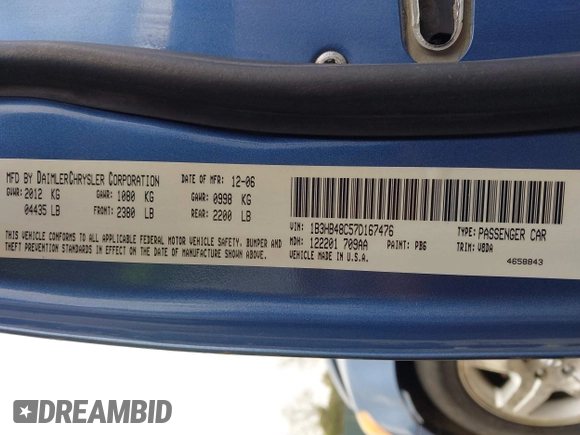 MFD BY DAIMLERCHRYSLER CORPORATION DATE OF MFR: 12-06
GVWR: 2012 KG GAWR: 1080 KG GAWR: 0998 KG
04435 LB FRONT: 2380 LB REAR: 2200 LB
THIS VEHICLE CONFORMS TO ALL APPLICABLE FEDERAL MOTOR VEHICLE SAFETY, BUMPER AND
THEFT PREVENTION STANDARDS IN EFFECT ON THE DATE OF MANUFACTURE SHOWN ABOVE.
VIN: 1B3HB48C57D167476 TYPE: PASSENGER CAR
MDH: 122201 709AA PAINT: PB6 TRIM: V8DA
VEHICLE MADE IN U.S.A. 4658843
DREAMBID